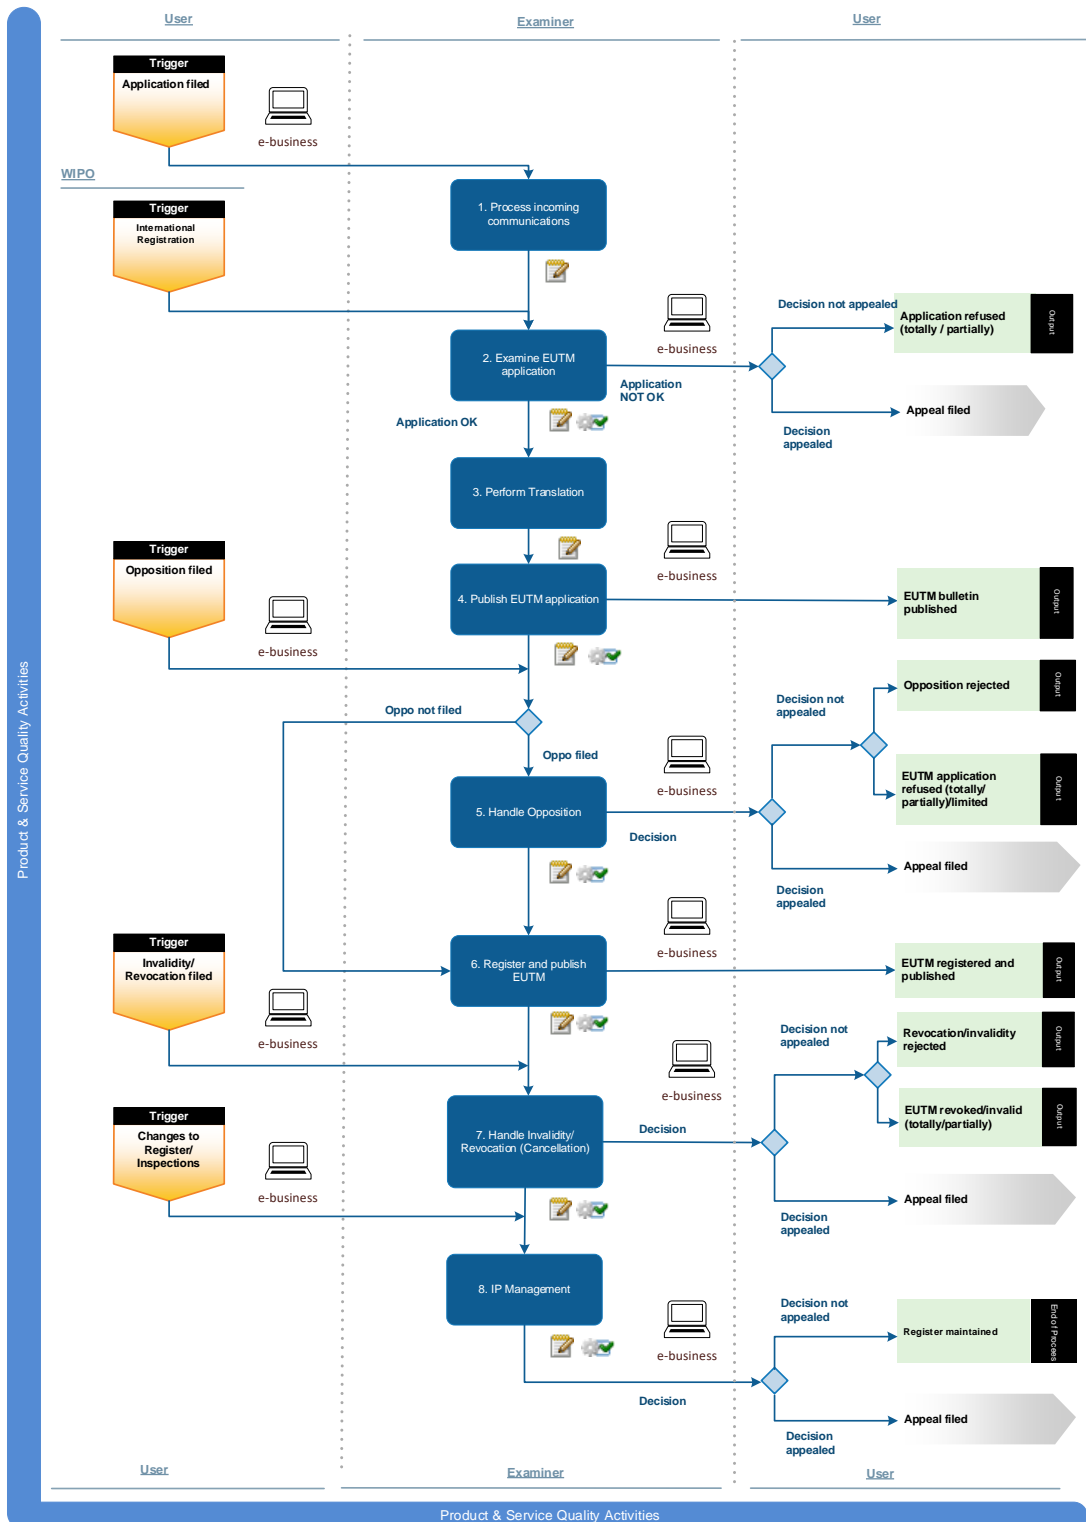 User
Examiner
User
Trigger
Application filed
e-business
WIPO
Trigger
International
Registration
1. Process incoming
communications
2. Examine EUTM
application
e-business
Application
NOT OK
Application OK
Decision not appealed
Application refused
(totally / partially)
Output
Appeal filed
Decision
appealed
3. Perform Translation
Trigger
Opposition filed
e-business
4. Publish EUTM application
e-business
EUTM bulletin
published
Output
Oppo not filed
Oppo filed
5. Handle Opposition
e-business
Decision
Decision not
appealed
Opposition rejected
Output
EUTM application
refused (totally/
partially)/limited
Output
Appeal filed
Decision
appealed
Trigger
Invalidity/
Revocation filed
e-business
6. Register and publish
EUTM
e-business
EUTM registered and
published
Output
Trigger
Changes to
Register/
Inspections
e-business
7. Handle Invalidity/
Revocation (Cancellation)
e-business
Decision
Decision not
appealed
Revocation/invalidity
rejected
Output
EUTM revoked/invalid
(totally/partially)
Output
Appeal filed
Decision
appealed
8. IP Management
e-business
Decision
Decision not
appealed
Register maintained
End of Procees
Appeal filed
Decision
appealed
User
Examiner
User
Product & Service Quality Activities
Product & Service Quality Activities